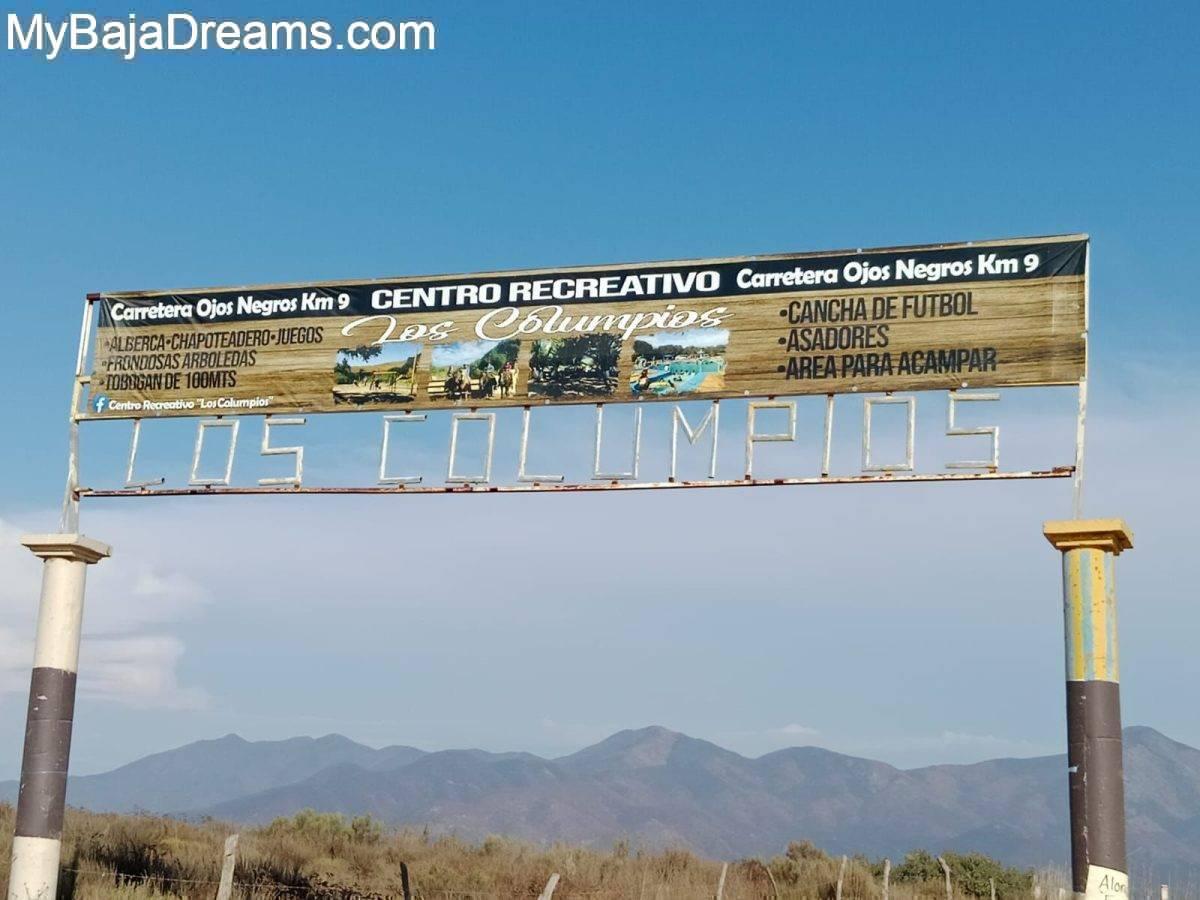 MyBajaDreams.com
Carretera Ojos Negros Km 9
CENTRO RECREATIVO
Carretera Ojos Negros Km 9
Los Columpios
•ALBERCA•CHAPOTEADERO•JUEGOS
•FRONDOSAS ARBOLEDAS
•TOBOGAN DE 100MTS
Centro Recreativo "Los Columpios"
•CANCHA DE FUTBOL
•ASADORES
•AREA PARA ACAMPAR
LOS COLUMPIOS